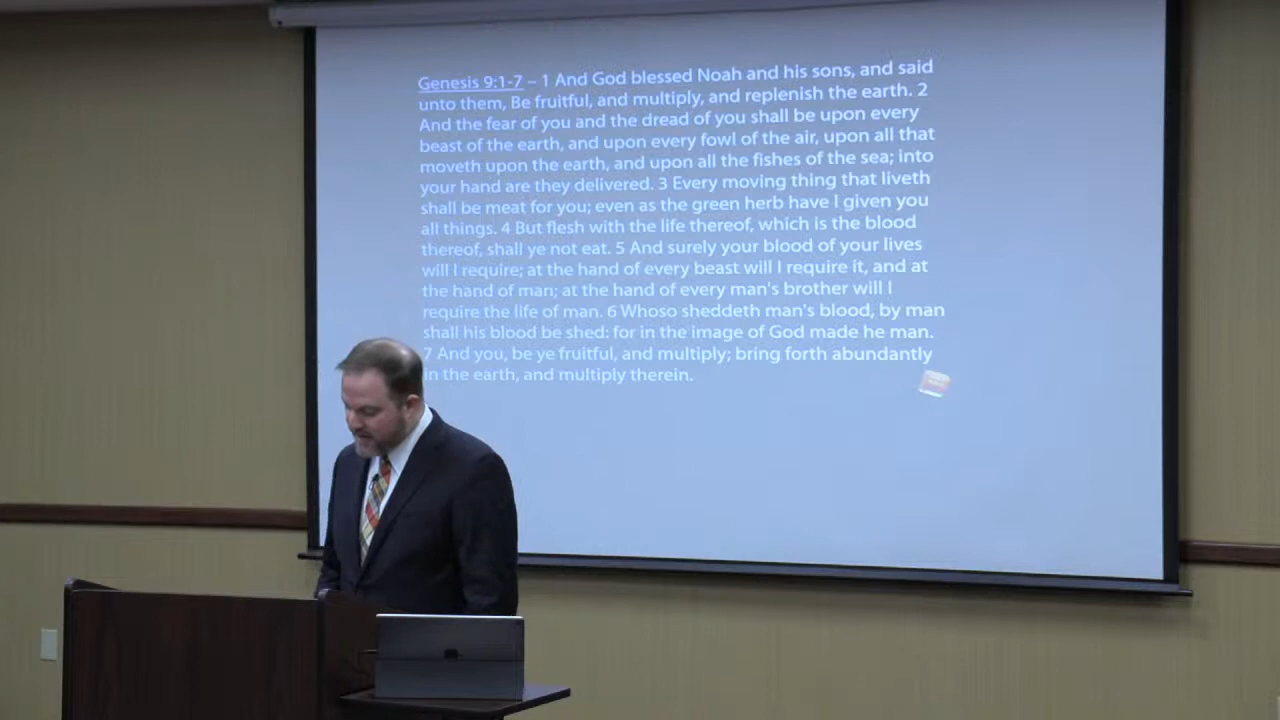 Genesis 9:1-7 – 1 And God blessed Noah and his sons, and said
unto them, Be fruitful, and multiply, and replenish the earth. 2
And the fear of you and the dread of you shall be upon every
beast of the earth, and upon every fowl of the air, upon all that
moveth upon the earth, and upon all the fishes of the sea; into
your hand are they delivered. 3 Every moving thing that liveth
shall be meat for you; even as the green herb have I given you
all things. 4 But flesh with the life thereof, which is the blood
thereof, shall ye not eat. 5 And surely your blood of your lives
will I require; at the hand of every beast will I require it, and at
the hand of man; at the hand of every man's brother will I
require the life of man. 6 Whoso sheddeth man's blood, by man
shall his blood be shed: for in the image of God made he man.
7 And you, be ye fruitful, and multiply; bring forth abundantly
in the earth, and multiply therein.